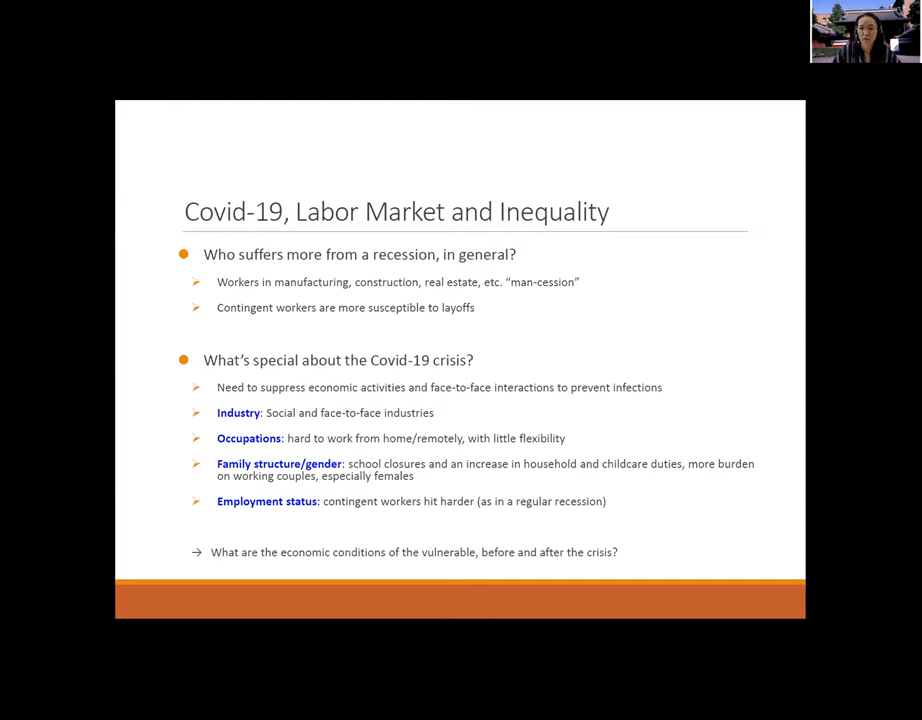 Covid-19, Labor Market and Inequality
Who suffers more from a recession, in general?
Workers in manufacturing, construction, real estate, etc. “man-cession”
Contingent workers are more susceptible to layoffs
What’s special about the Covid-19 crisis?
Need to suppress economic activities and face-to-face interactions to prevent infections
Industry: Social and face-to-face industries
Occupations: hard to work from home/remotely, with little flexibility
Family structure/gender: school closures and an increase in household and childcare duties, more burden
on working couples, especially females
Employment status: contingent workers hit harder (as in a regular recession)
→ What are the economic conditions of the vulnerable, before and after the crisis?